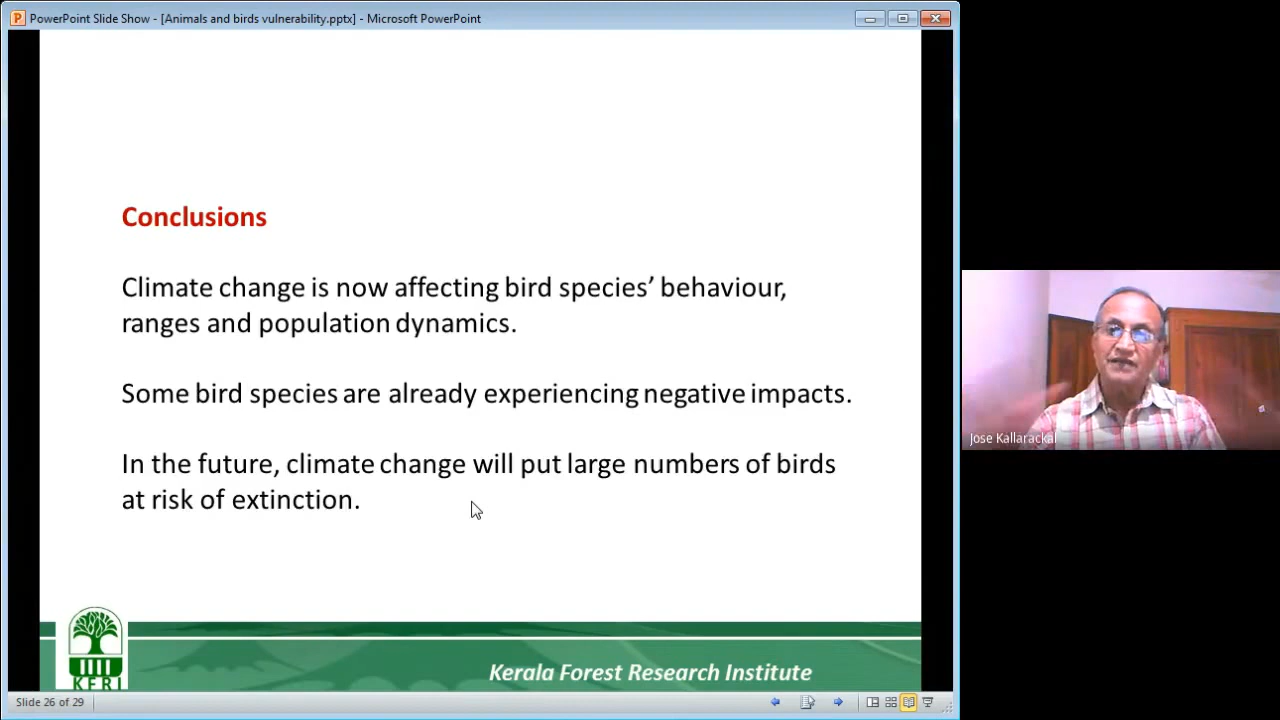 PowerPoint Slide Show - [Animals and birds vulnerability.pptx] - Microsoft PowerPoint
Conclusions
Climate change is now affecting bird species’ behaviour,
ranges and population dynamics.
Some bird species are already experiencing negative impacts.
In the future, climate change will put large numbers of birds
at risk of extinction.
Jose Kallarackal
KFRI
Kerala Forest Research Institute
Slide 26 of 29